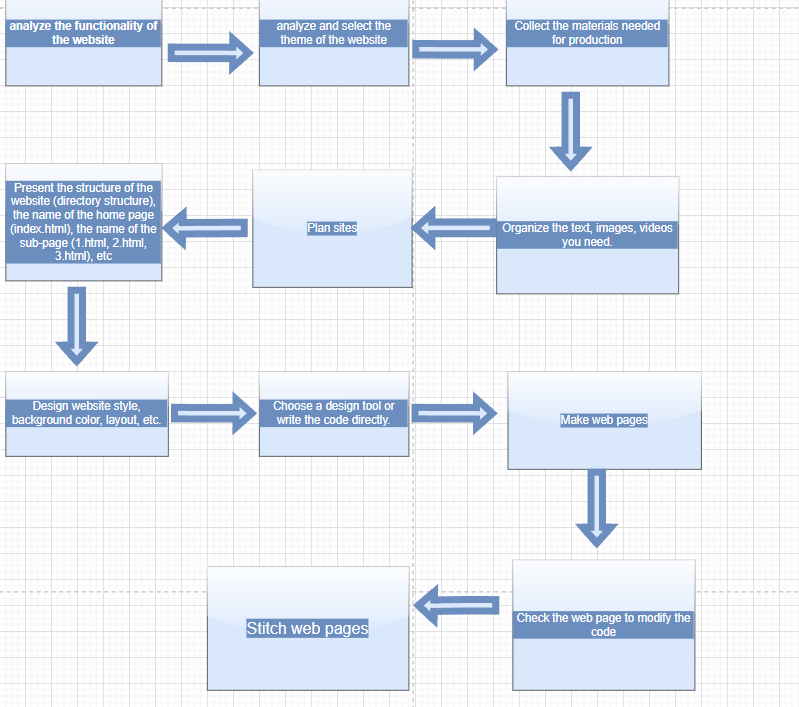 analyze the functionality of
the website
analyze and select the
theme of the website
Collect the materials needed
for production
Organize the text, images, videos
you need.
Plan sites
Present the structure of the
website (directory structure),
the name of the home page
(index.html), the name of the
sub-page (1.html, 2.html,
3.html), etc
Design website style,
background color, layout, etc.
Choose a design tool or
write the code directly.
Make web pages
Check the web page to modify the
code
Stitch web pages